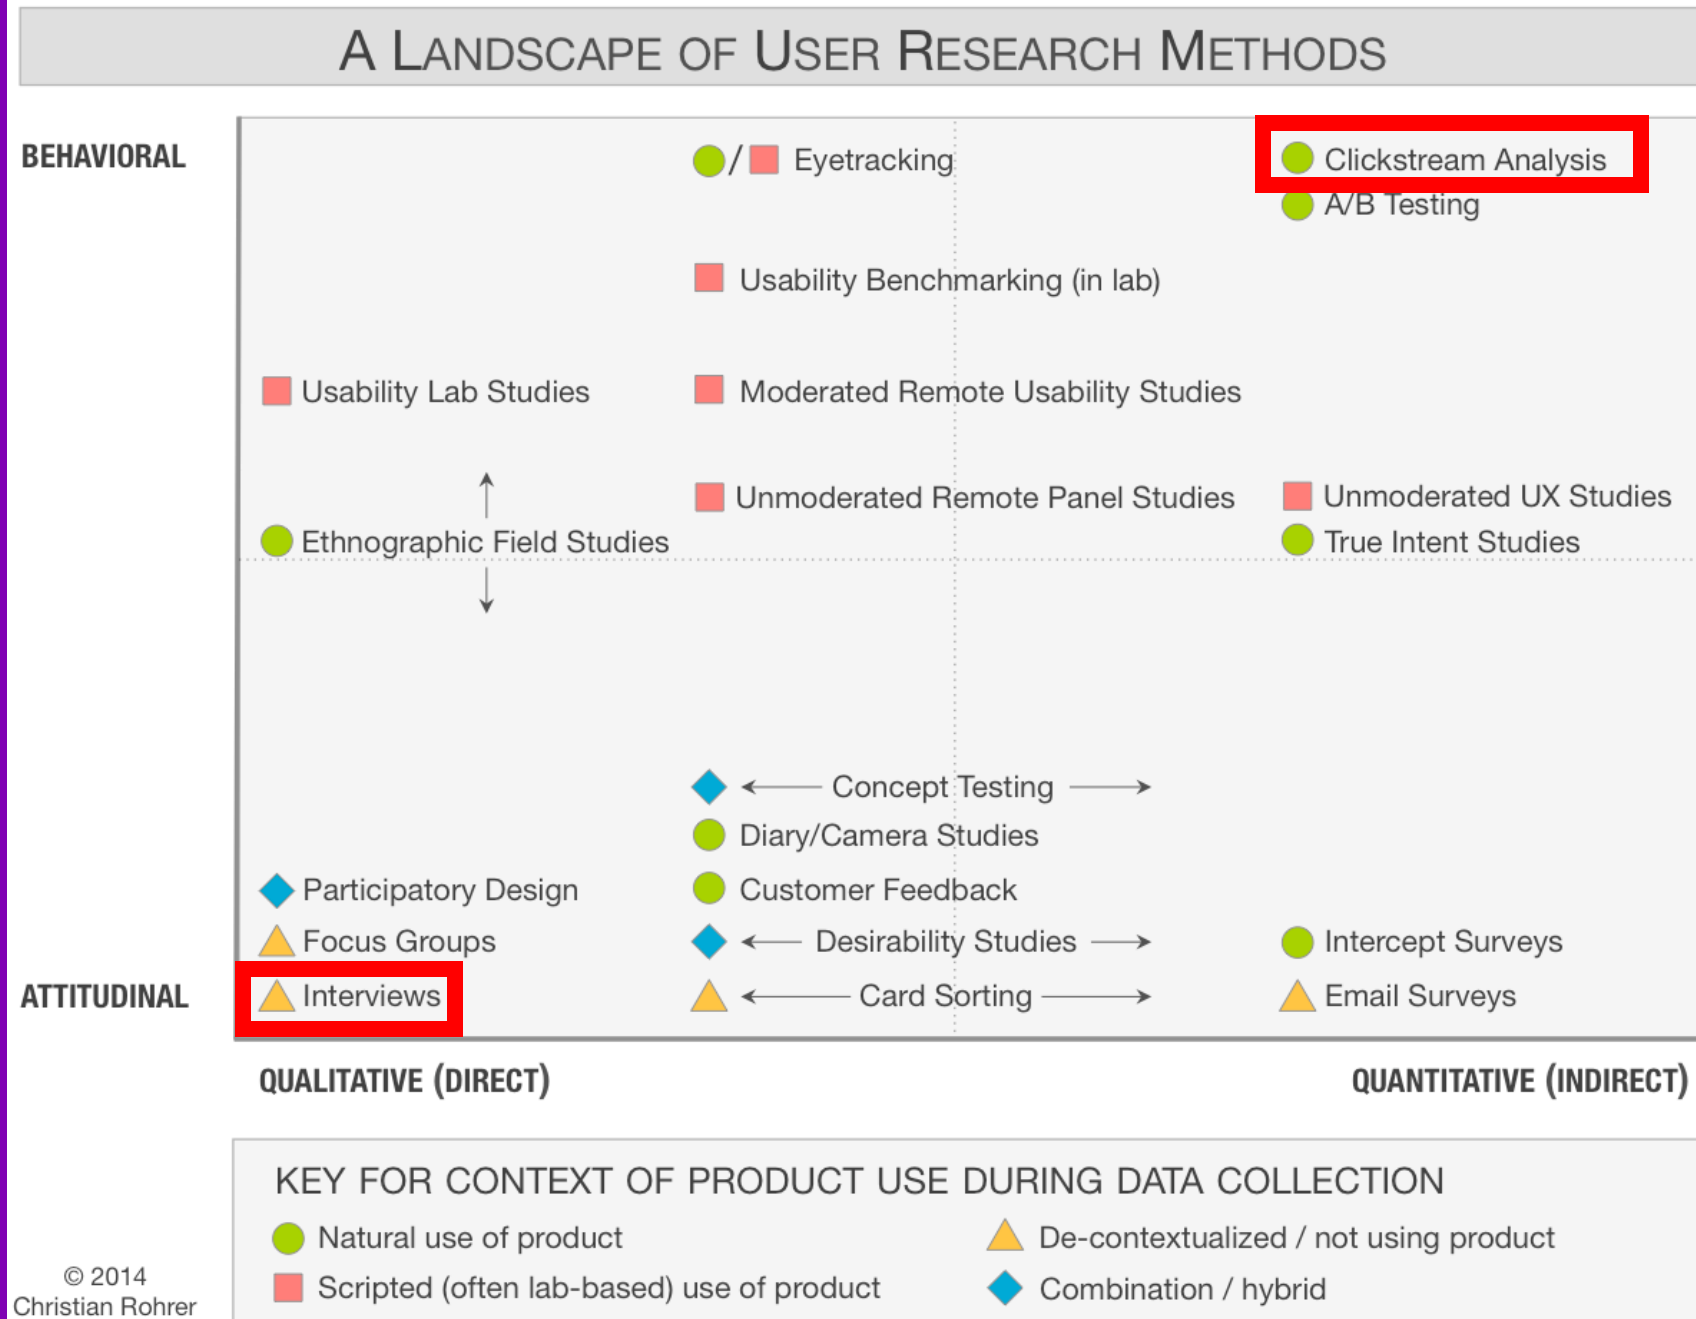 A LANDSCAPE OF USER RESEARCH METHODS
BEHAVIORAL
/ Eyetracking
Clickstream Analysis
A/B Testing
Usability Benchmarking (in lab)
Usability Lab Studies
Moderated Remote Usability Studies
Unmoderated Remote Panel Studies
Unmoderated UX Studies
Ethnographic Field Studies
True Intent Studies
Concept Testing
Diary/Camera Studies
Participatory Design
Customer Feedback
Focus Groups
Desirability Studies
Intercept Surveys
ATTITUDINAL
Interviews
Card Sorting
Email Surveys
QUALITATIVE (DIRECT)
QUANTITATIVE (INDIRECT)
KEY FOR CONTEXT OF PRODUCT USE DURING DATA COLLECTION
Natural use of product
De-contextualized / not using product
Scripted (often lab-based) use of product
Combination / hybrid
© 2014
Christian Rohrer